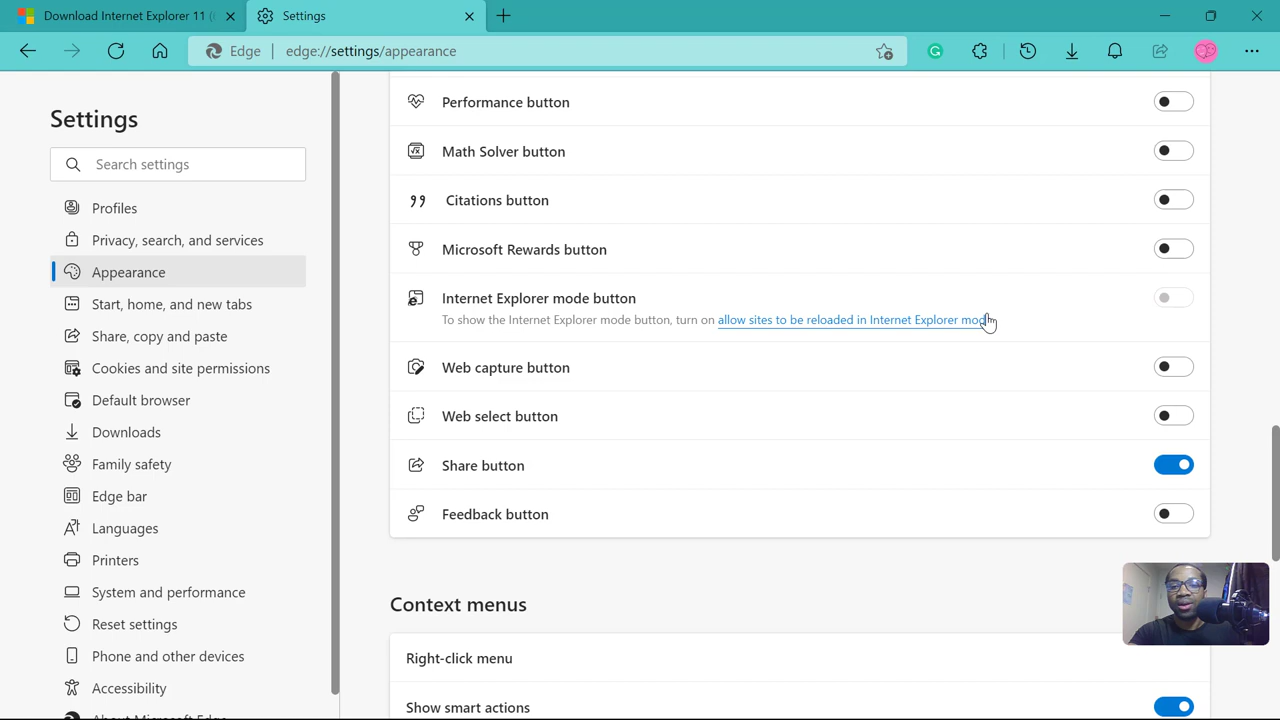 Download Internet Explorer 11 (
Settings
Edge
edge://settings/appearance
Settings
Search settings
Profiles
Privacy, search, and services
Appearance
Start, home, and new tabs
Share, copy and paste
Cookies and site permissions
Default browser
Downloads
Family safety
Edge bar
Languages
Printers
System and performance
Reset settings
Phone and other devices
Accessibility
About Microsoft Edge
Performance button
Math Solver button
Citations button
Microsoft Rewards button
Internet Explorer mode button
To show the Internet Explorer mode button, turn on allow sites to be reloaded in Internet Explorer mode
Web capture button
Web select button
Share button
Feedback button
Context menus
Right-click menu
Show smart actions